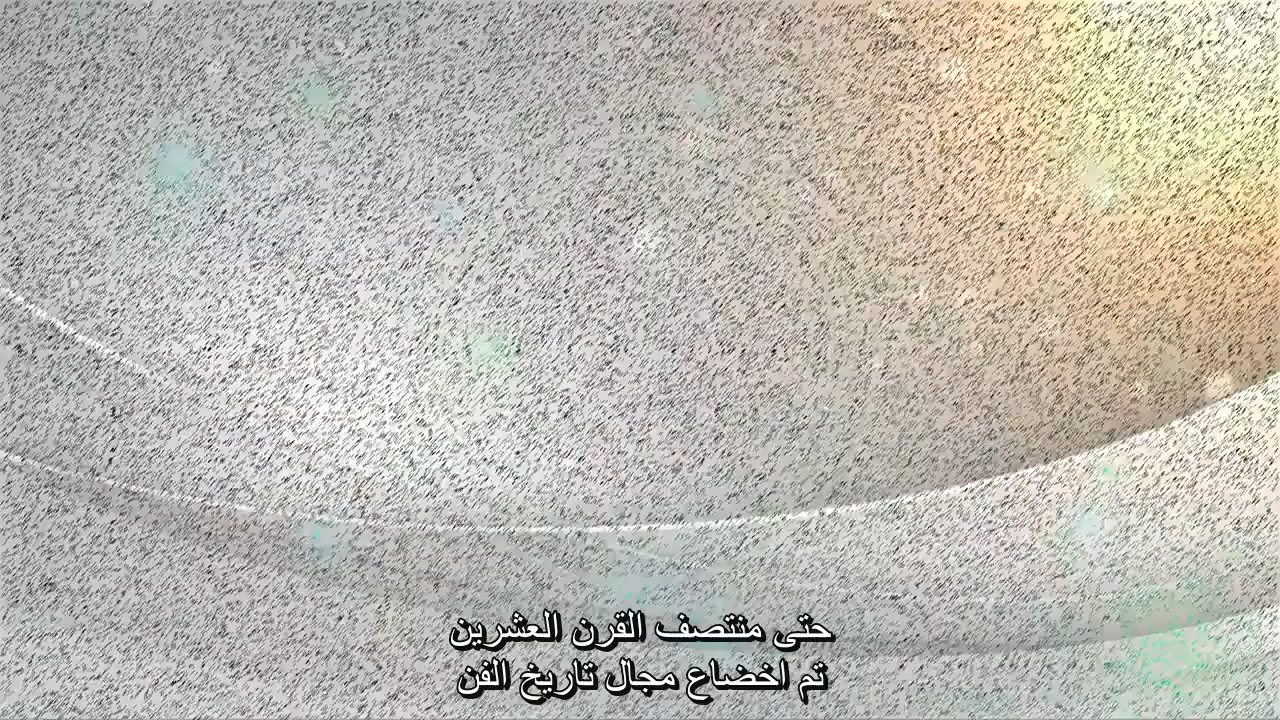 حتى منتصف القرن العشرين
تم اخضاع مجال تاريخ الفن